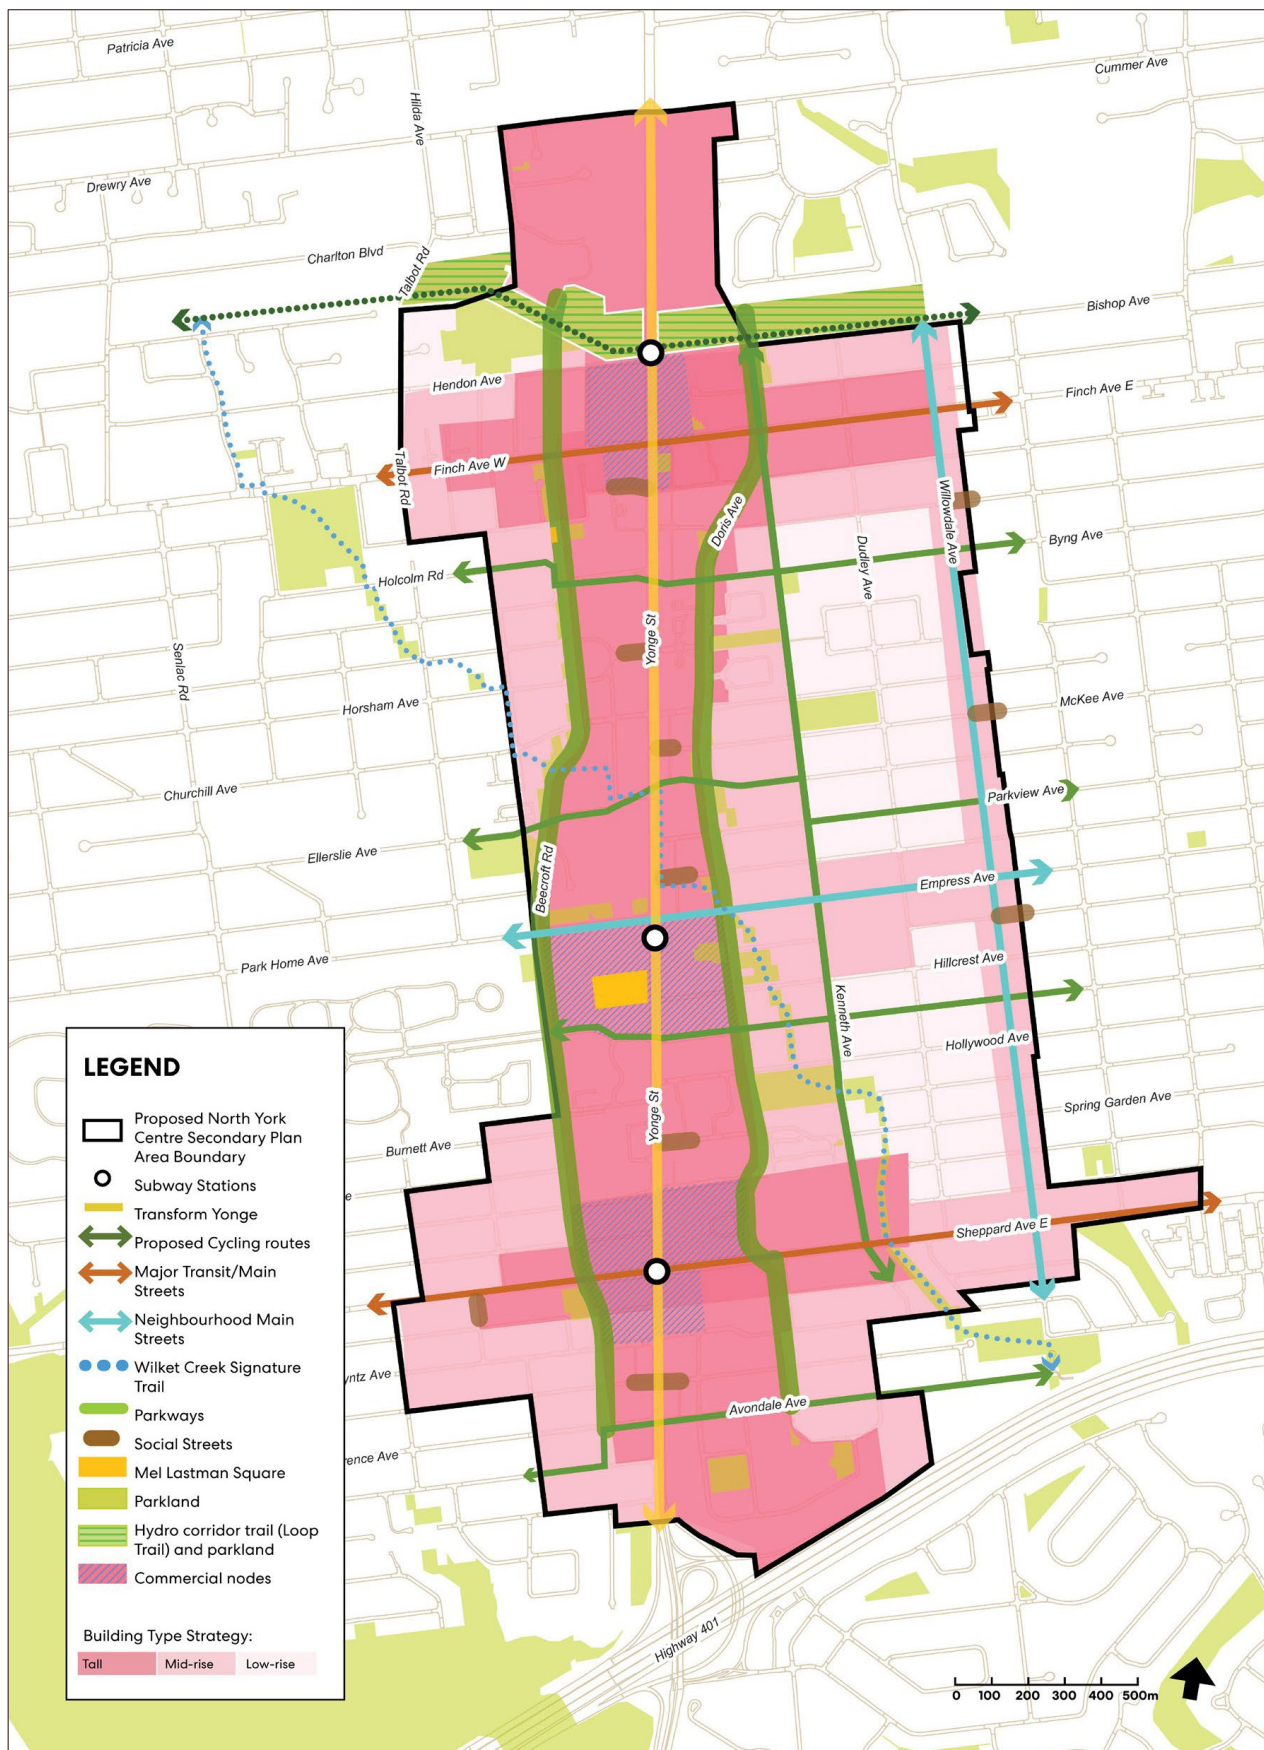 Patricia Ave
Cummer Ave
Hilda Ave
Drewry Ave
Charlton Blvd
Talbot Rd
Bishop Ave
Hendon Ave
Finch Ave E
Finch Ave W
Talbot Rd
Doris Ave
Willowdale Ave
Byng Ave
Dudley Ave
Holcolm Rd
Yonge St
Senlac Rd
McKee Ave
Horsham Ave
Churchill Ave
Parkview Ave
Ellerslie Ave
Beecroft Rd
Empress Ave
Park Home Ave
Hillcrest Ave
Kenneth Ave
Hollywood Ave
Yonge St
Spring Garden Ave
Burnett Ave
e
Sheppard Ave E
yntz Ave
Avondale Ave
rence Ave
Highway 401
LEGEND
Proposed North York
Centre Secondary Plan
Area Boundary
Subway Stations
Transform Yonge
Proposed Cycling routes
Major Transit/Main
Streets
Neighbourhood Main
Streets
Wilket Creek Signature
Trail
Parkways
Social Streets
Mel Lastman Square
Parkland
Hydro corridor trail (Loop
Trail) and parkland
Commercial nodes
Building Type Strategy:
Tall Mid-rise Low-rise
0 100 200 300 400 500m